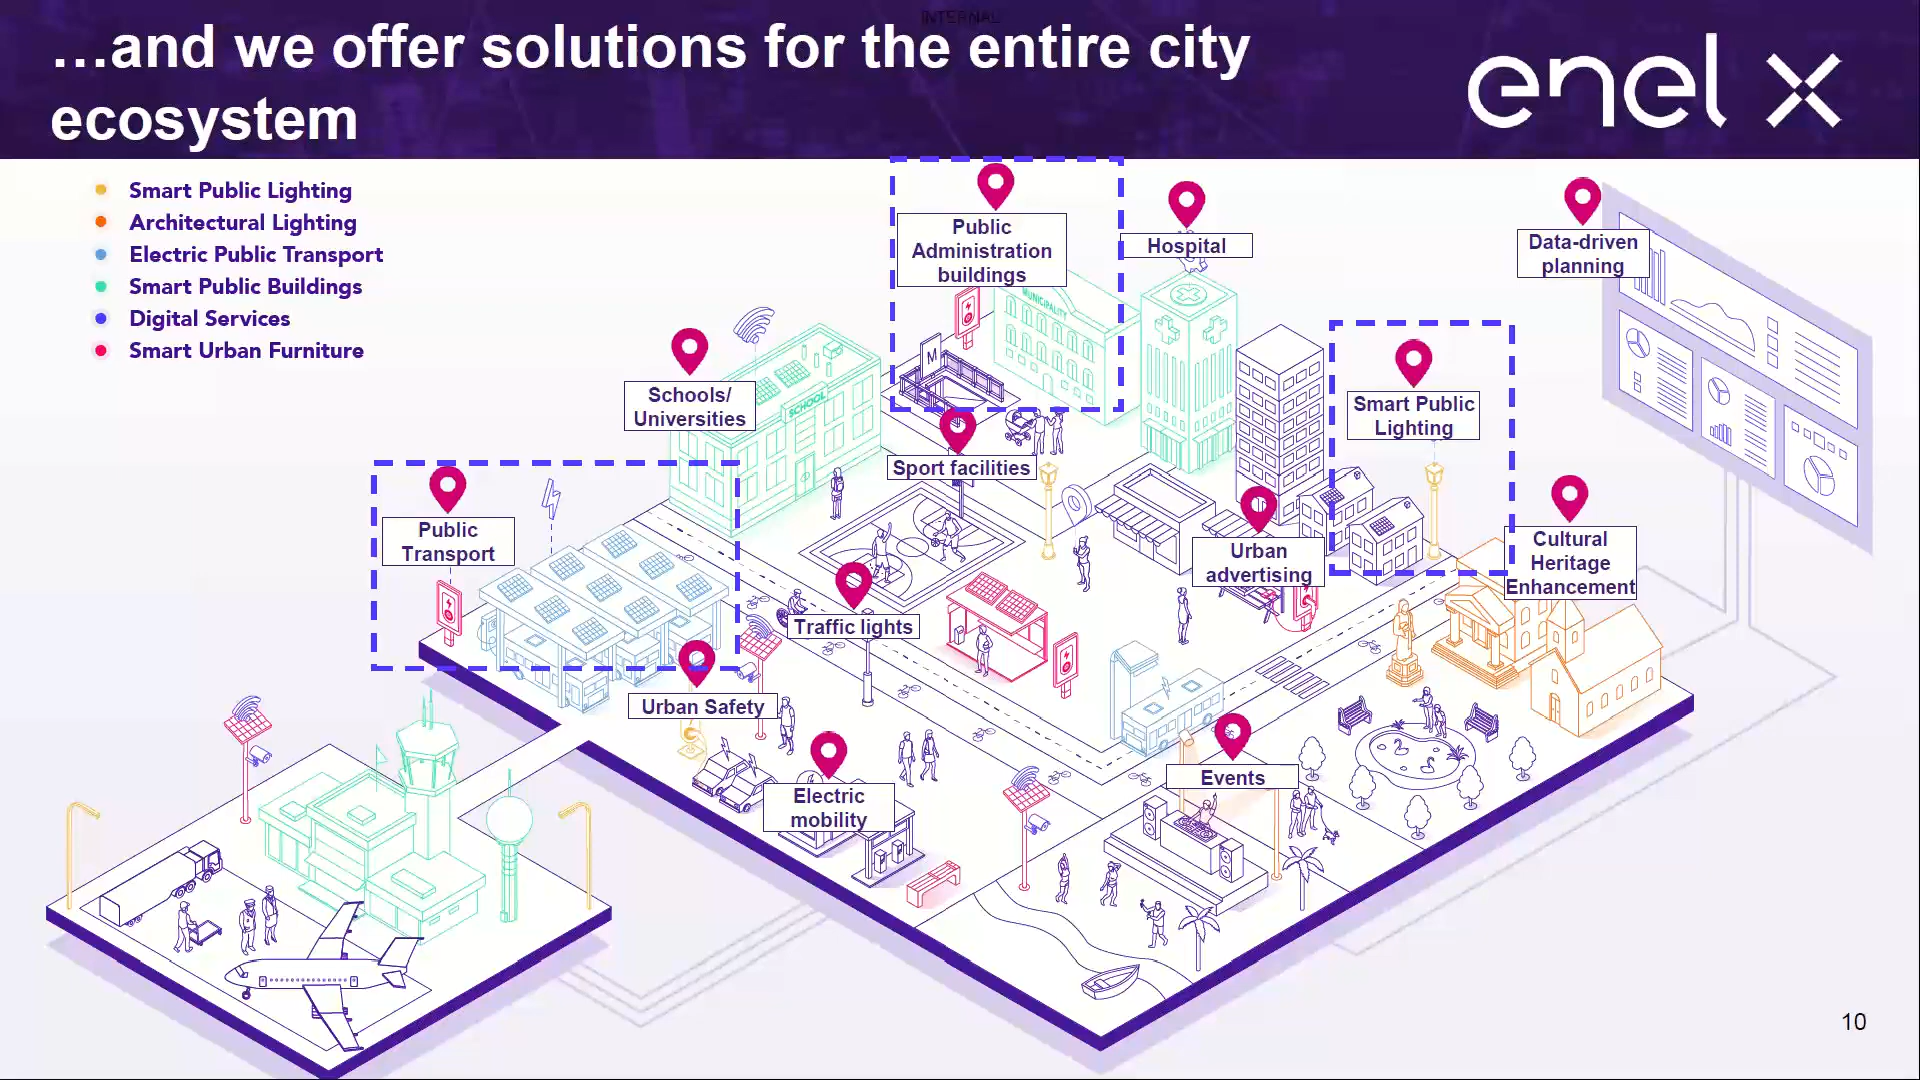 INTERNAL
…and we offer solutions for the entire city
ecosystem
enel x
Smart Public Lighting
Architectural Lighting
Electric Public Transport
Smart Public Buildings
Digital Services
Smart Urban Furniture
Public
Administration
buildings
Hospital
Data-driven
planning
MUNICIPALITY
M
Schools/
Universities
SCHOOL
Smart Public
Lighting
Sport facilities
Public
Transport
Urban
advertising
Cultural
Heritage
Enhancement
Traffic lights
Urban Safety
Electric
mobility
Events
10